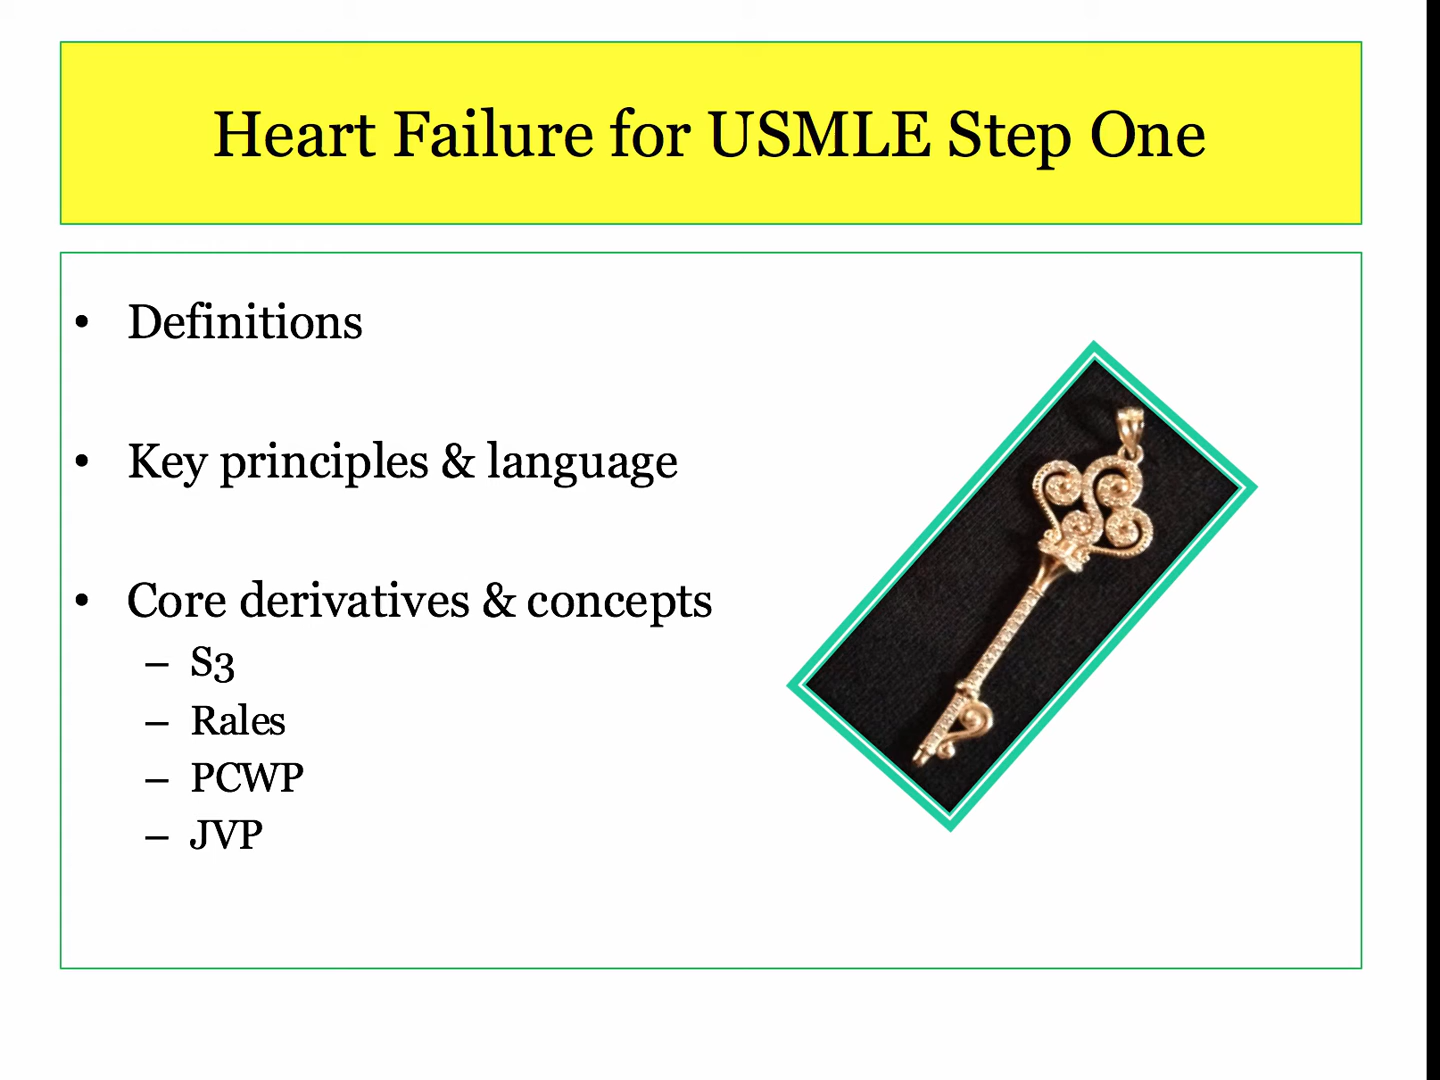 Heart Failure for USMLE Step One
• Definitions
• Key principles & language
• Core derivatives & concepts
– S3
– Rales
– PCWP
– JVP